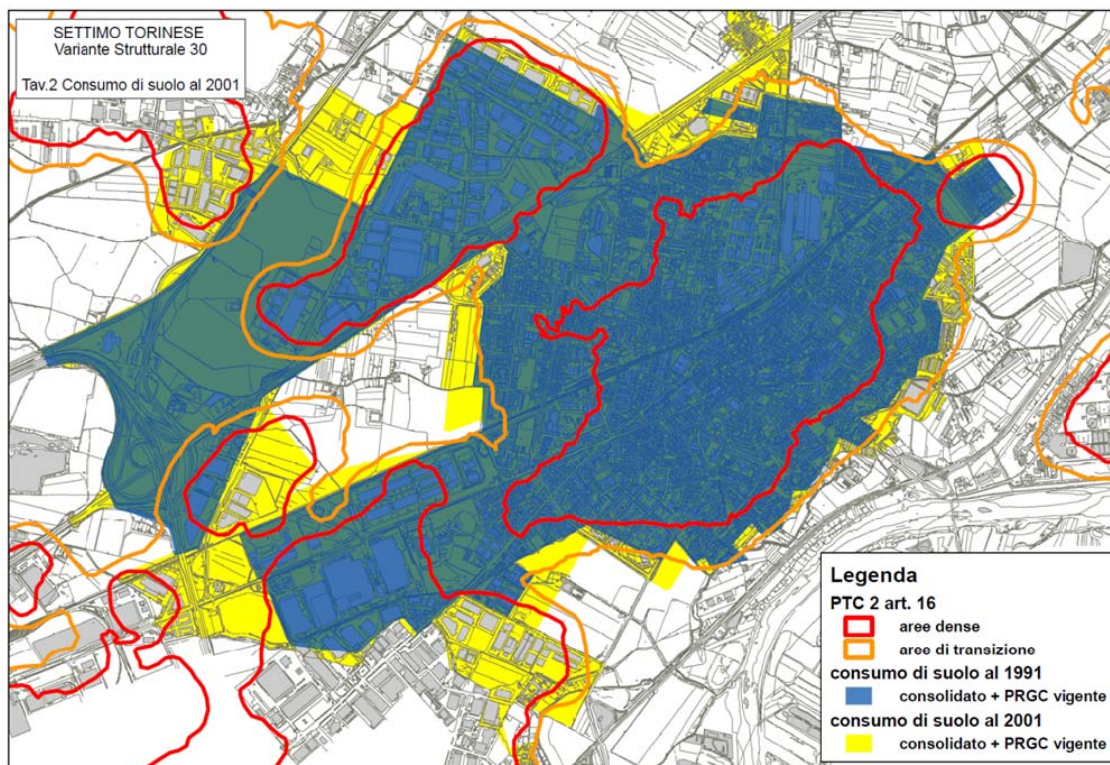 SETTIMO TORINESE
Variante Strutturale 30
Tav.2 Consumo di suolo al 2001
Legenda
PTC 2 art. 16
aree dense
aree di transizione
consumo di suolo al 1991
consolidato + PRGC vigente
consumo di suolo al 2001
consolidato + PRGC vigente